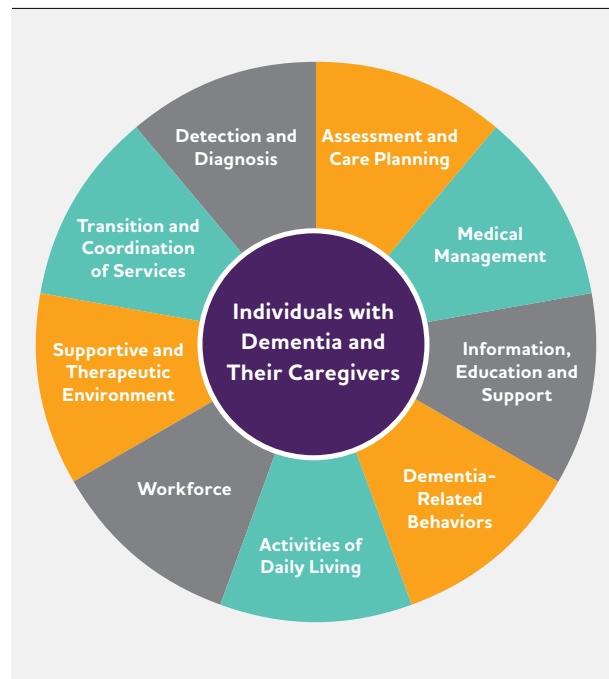 Detection and
Diagnosis
Assessment and
Care Planning
Medical
Management
Information,
Education and
Support
Dementia-
Related
Behaviors
Activities of
Daily Living
Workforce
Supportive and
Therapeutic
Environment
Transition and
Coordination
of Services
Individuals with
Dementia and
Their Caregivers